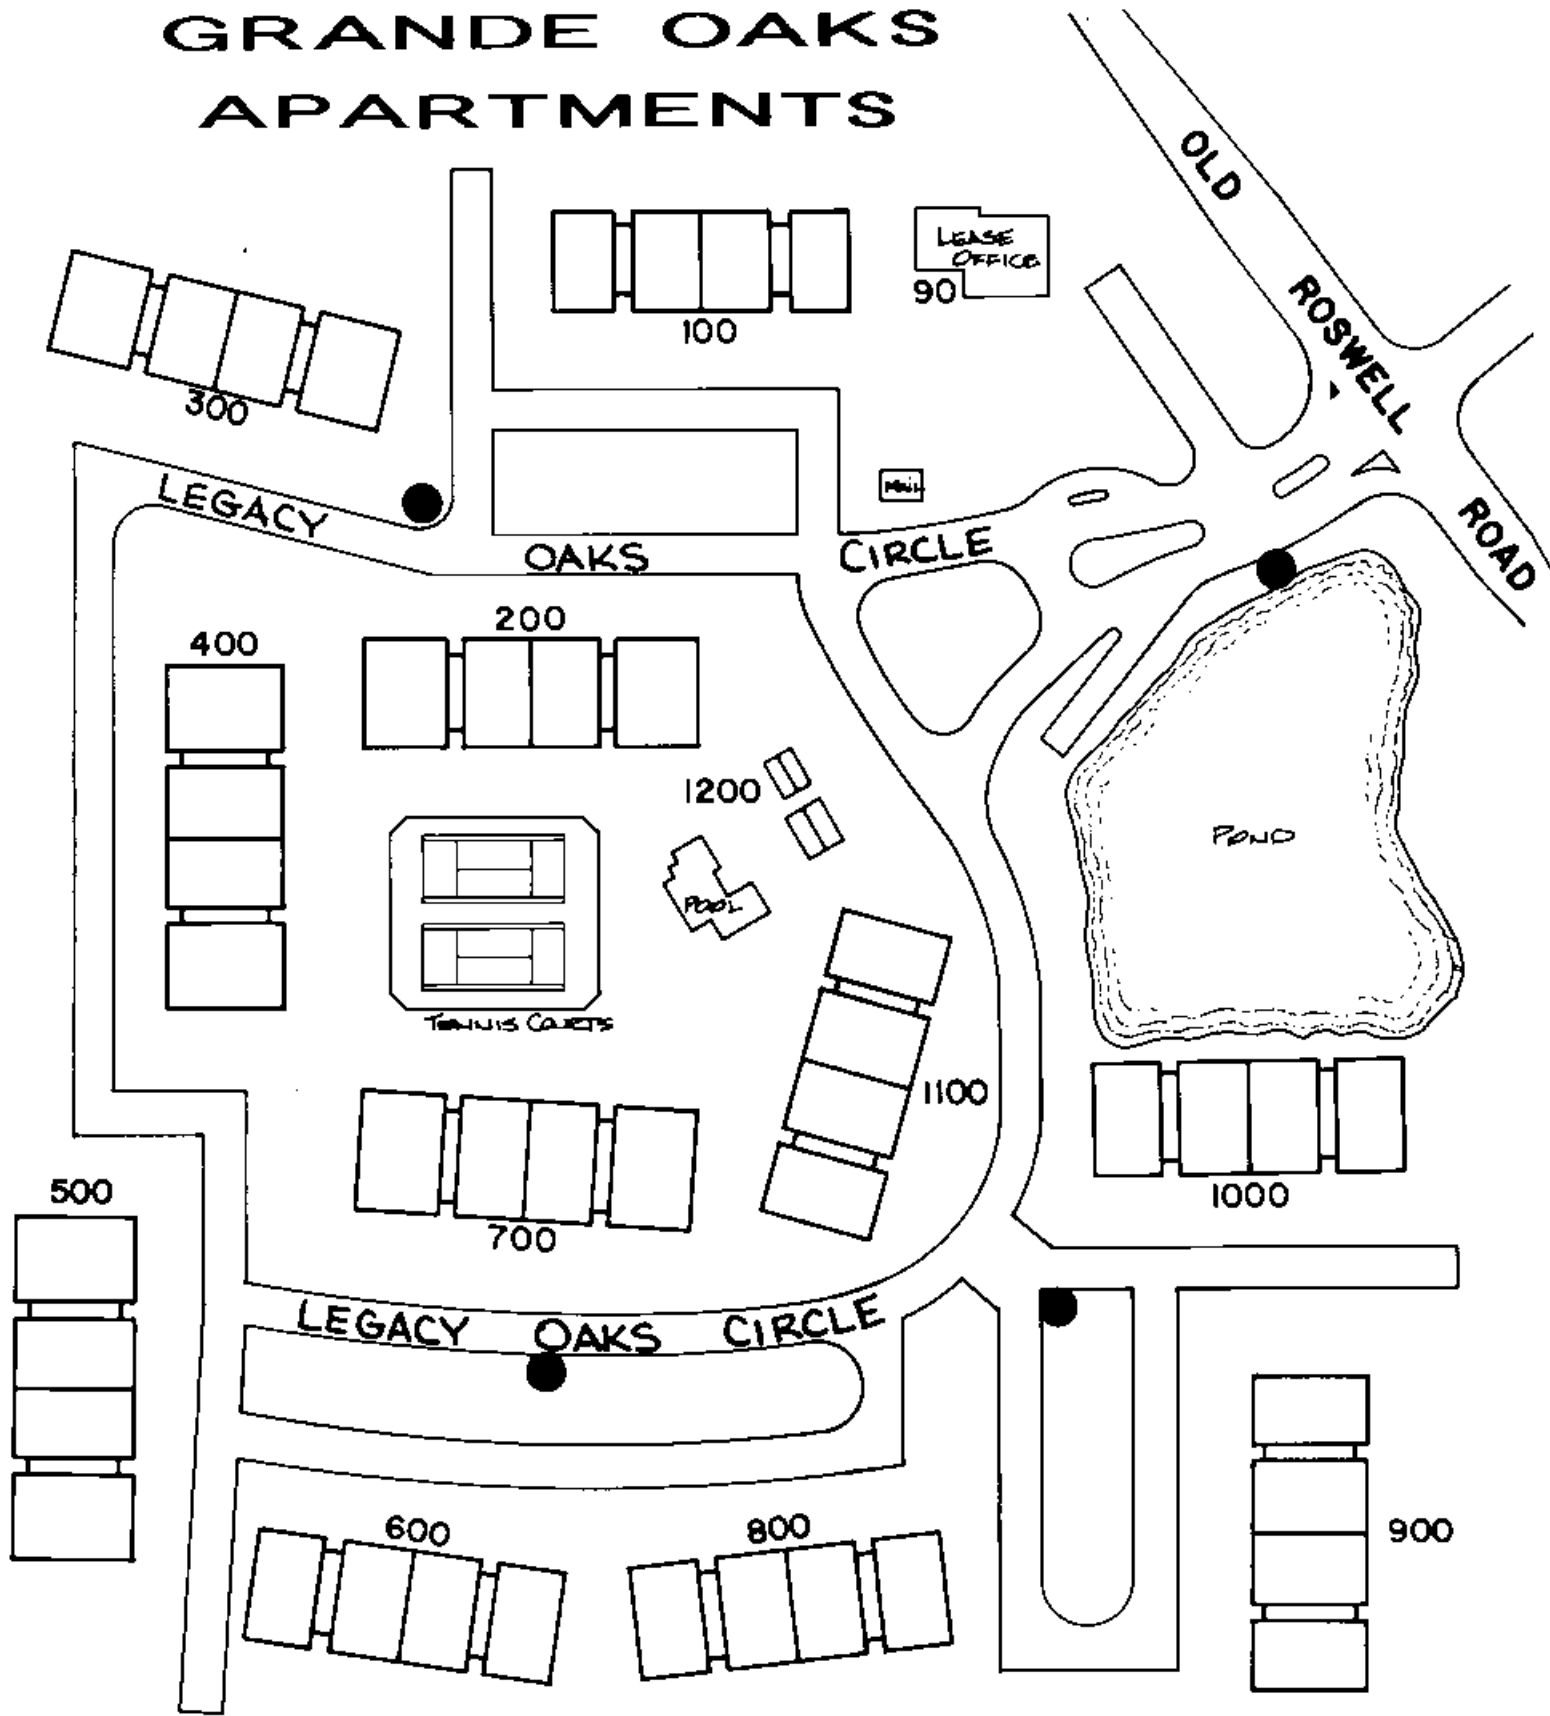 GRANDE OAKS
APARTMENTS
OLD ROSWELL ROAD
LEASE
OFFICE
90
100
300
MAIL
LEGACY OAKS CIRCLE
200
400
1200
POND
POOL
TENNIS COURTS
1100
500
700
1000
LEGACY OAKS CIRCLE
600
800
900